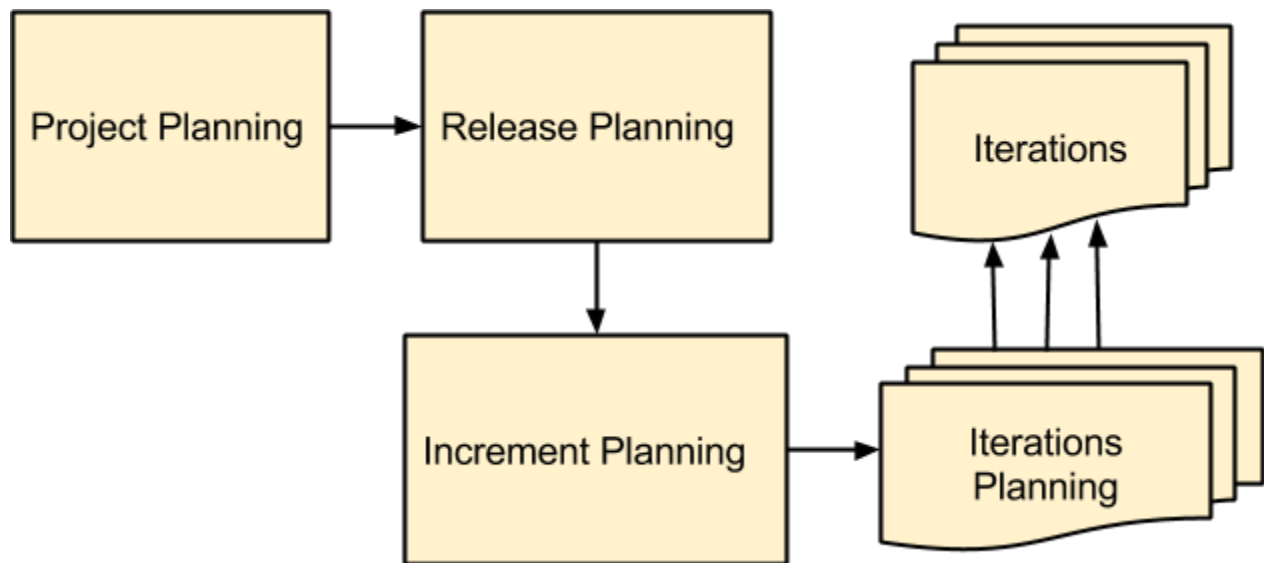 Project Planning
Release Planning
Iterations
Increment Planning
Iterations
Planning